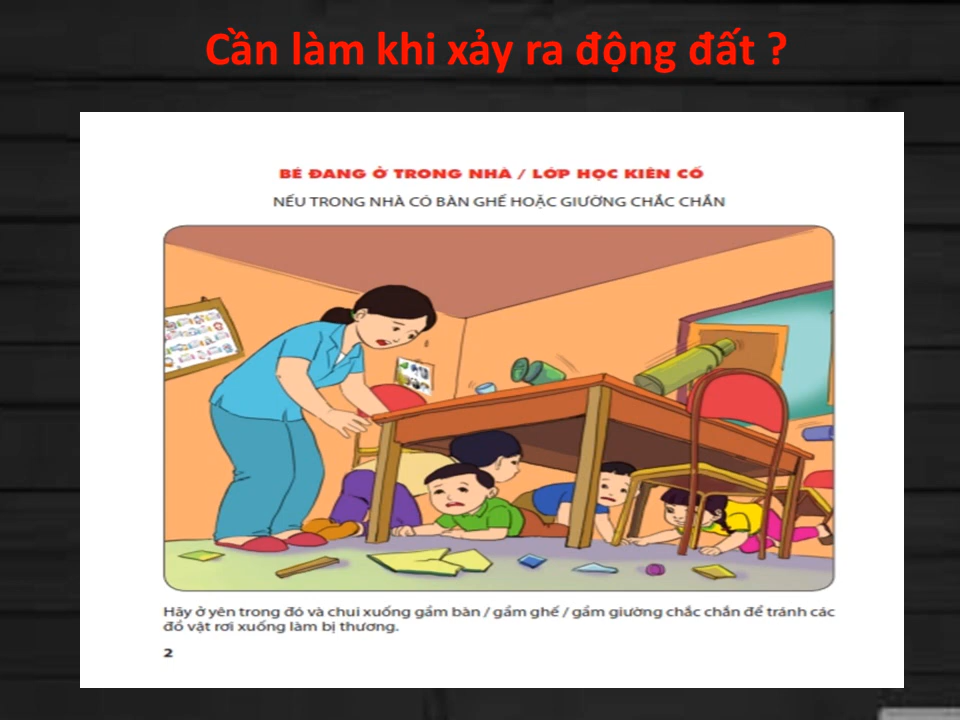 Cần làm khi xảy ra động đất ?
BÉ ĐANG Ở TRONG NHÀ / LỚP HỌC KIÊN CỐ
NẾU TRONG NHÀ CÓ BÀN GHẾ HOẶC GIƯỜNG CHẮC CHẮN
Hãy ở yên trong đó và chui xuống gầm bàn / gầm ghế / gầm giường chắc chắn để tránh các
đồ vật rơi xuống làm bị thương.
2